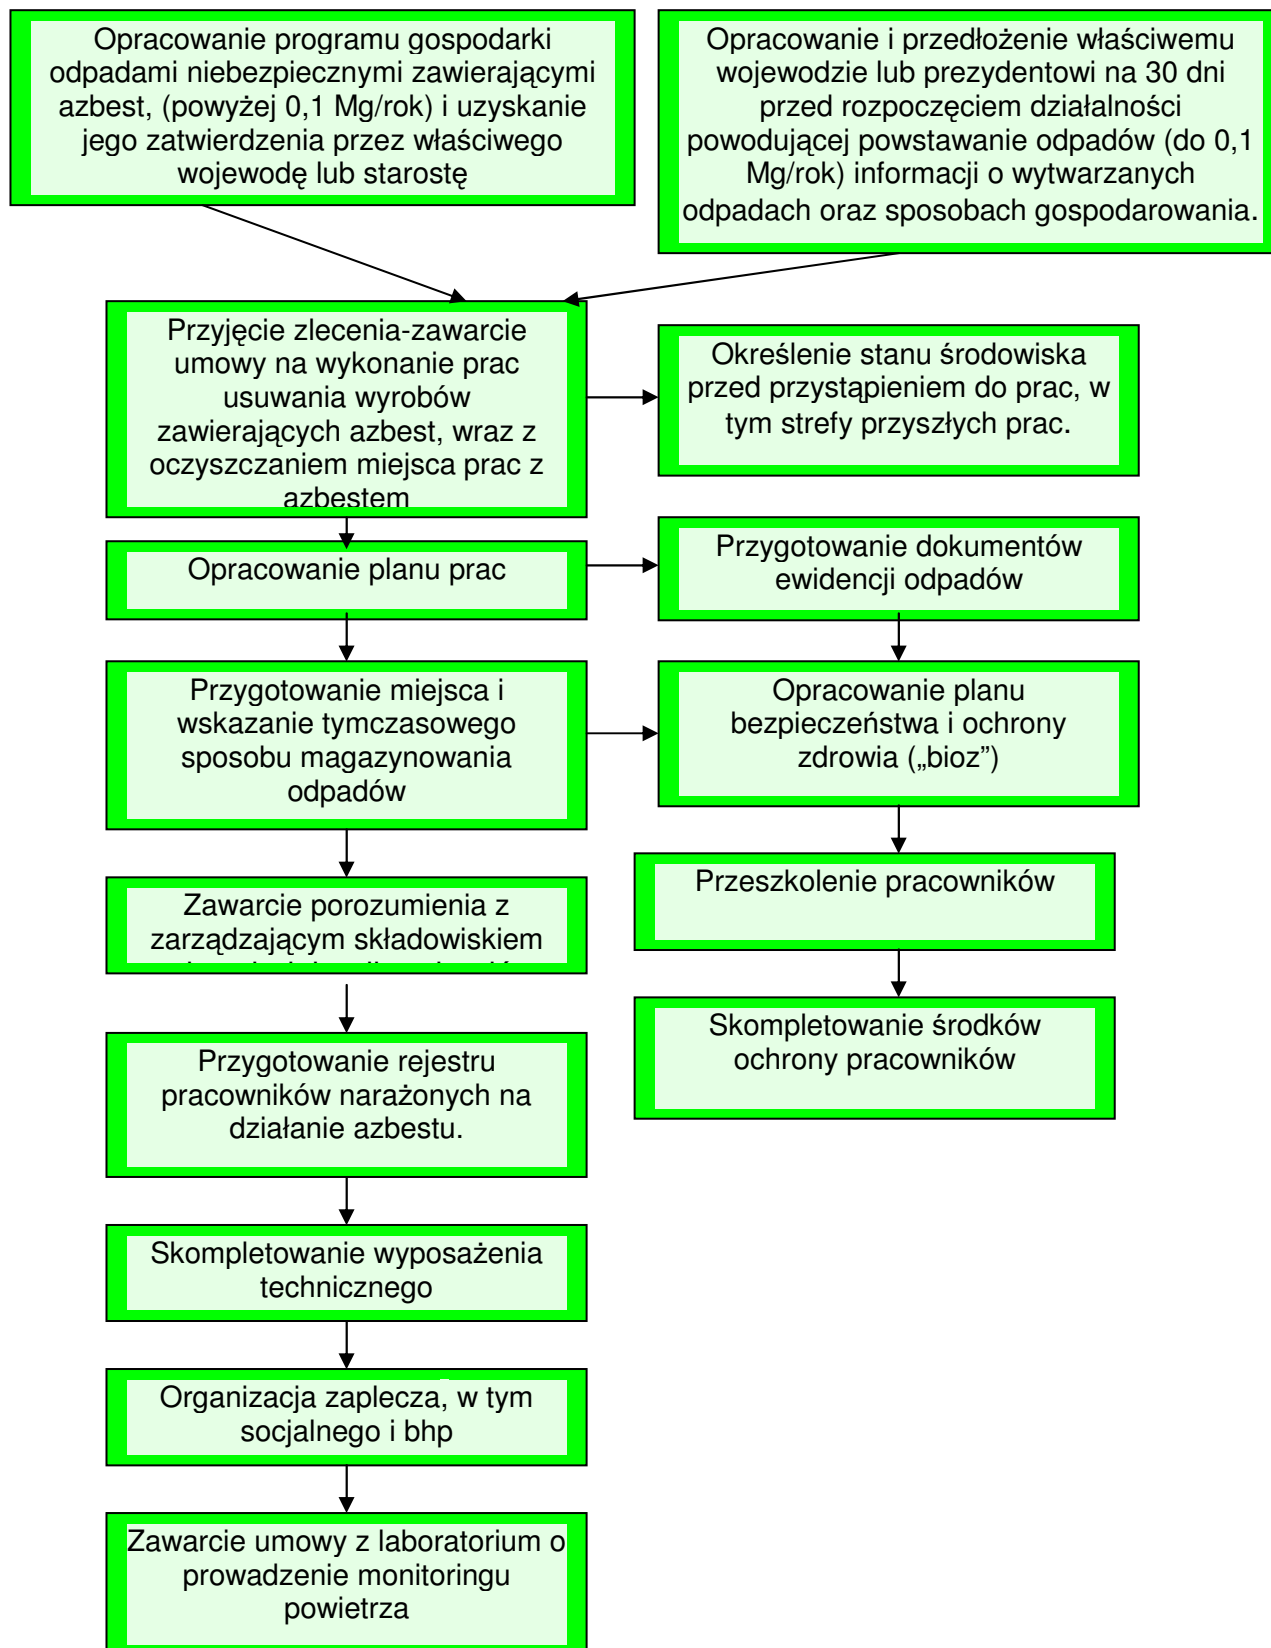 Opracowanie programu gospodarki
odpadami niebezpiecznymi zawierającymi
azbest, (powyżej 0,1 Mg/rok) i uzyskanie
jego zatwierdzenia przez właściwego
wojewodę lub starostę
Opracowanie i przedłożenie właściwemu
wojewodzie lub prezydentowi na 30 dni
przed rozpoczęciem działalności
powodującej powstawanie odpadów (do 0,1
Mg/rok) informacji o wytwarzanych
odpadach oraz sposobach gospodarowania.
Przyjęcie zlecenia-zawarcie
umowy na wykonanie prac
usuwania wyrobów
zawierających azbest, wraz z
oczyszczaniem miejsca prac z
azbestem
Określenie stanu środowiska
przed przystąpieniem do prac, w
tym strefy przyszłych prac.
Opracowanie planu prac
Przygotowanie dokumentów
ewidencji odpadów
Przygotowanie miejsca i
wskazanie tymczasowego
sposobu magazynowania
odpadów
Opracowanie planu
bezpieczeństwa i ochrony
zdrowia („bioz”)
Zawarcie porozumienia z
zarządzającym składowiskiem
Przeszkolenie pracowników
Skompletowanie środków
ochrony pracowników
Przygotowanie rejestru
pracowników narażonych na
działanie azbestu.
Skompletowanie wyposażenia
technicznego
Organizacja zaplecza, w tym
socjalnego i bhp
Zawarcie umowy z laboratorium o
prowadzenie monitoringu
powietrza